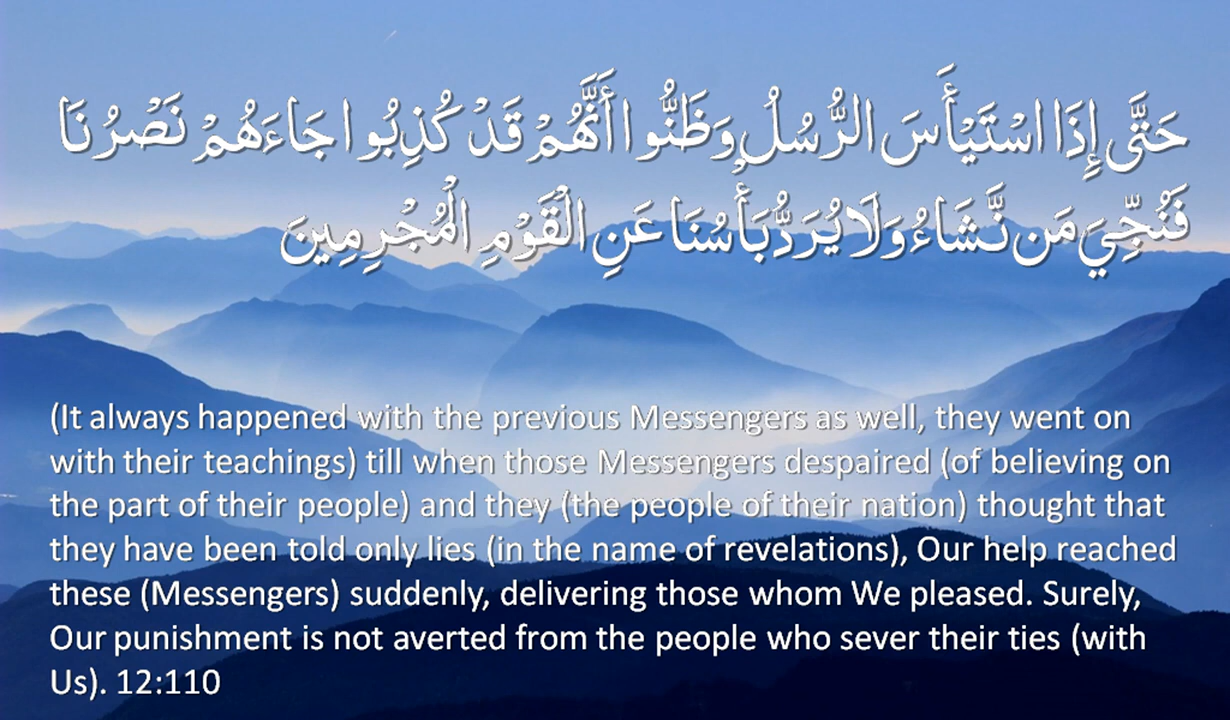 حَتَّى إِذَا اسْتَيْأَسَ الرُّسُلُ وَظَنُّوا أَنَّهُمْ قَدْ كُذِبُوا جَاءَهُمْ نَصْرُنَا
فَنُجِّيَ مَن نَّشَاءُ وَلَا يُرَدُّ بَأْسُنَا عَنِ الْقَوْمِ الْمُجْرِمِينَ
(It always happened with the previous Messengers as well, they went on
with their teachings) till when those Messengers despaired (of believing on
the part of their people) and they (the people of their nation) thought that
they have been told only lies (in the name of revelations), Our help reached
these (Messengers) suddenly, delivering those whom We pleased. Surely,
Our punishment is not averted from the people who sever their ties (with
Us). 12:110